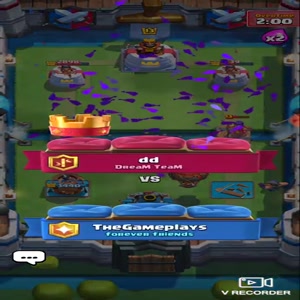 2:00
x2
dd
Dream Team
VS
TheGameplays
forever friends
V RECORDER